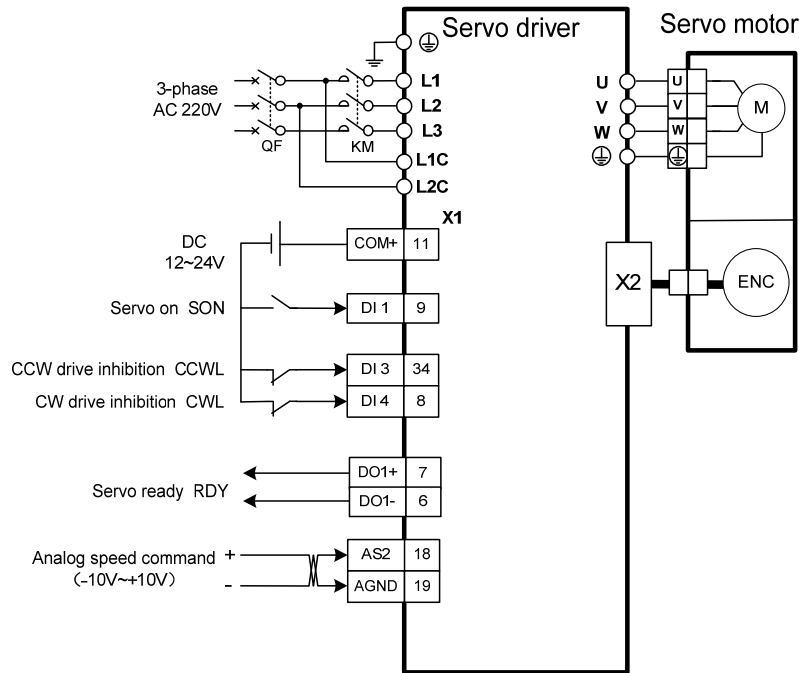 Servo driver
Servo motor
3-phase
AC 220V
QF
KM
L1
L2
L3
L1C
L2C
U
V
W
U
V
W
M
X1
DC
12~24V
COM+ 11
Servo on SON
DI 1 9
CCW drive inhibition CCWL
DI 3 34
CW drive inhibition CWL
DI 4 8
X2
ENC
Servo ready RDY
DO1+ 7
DO1- 6
Analog speed command
(-10V~+10V)
+
-
AS2 18
AGND 19